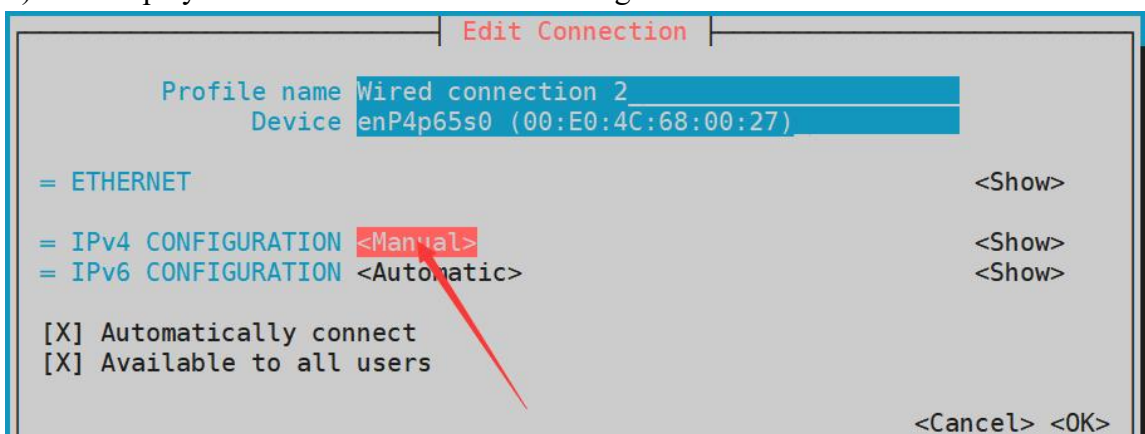 Edit Connection
Profile name Wired connection 2
Device enP4p65s0 (00:E0:4C:68:00:27)
= ETHERNET <Show>
= IPv4 CONFIGURATION <Manual> <Show>
= IPv6 CONFIGURATION <Automatic> <Show>
[X] Automatically connect
[X] Available to all users
<Cancel> <OK>